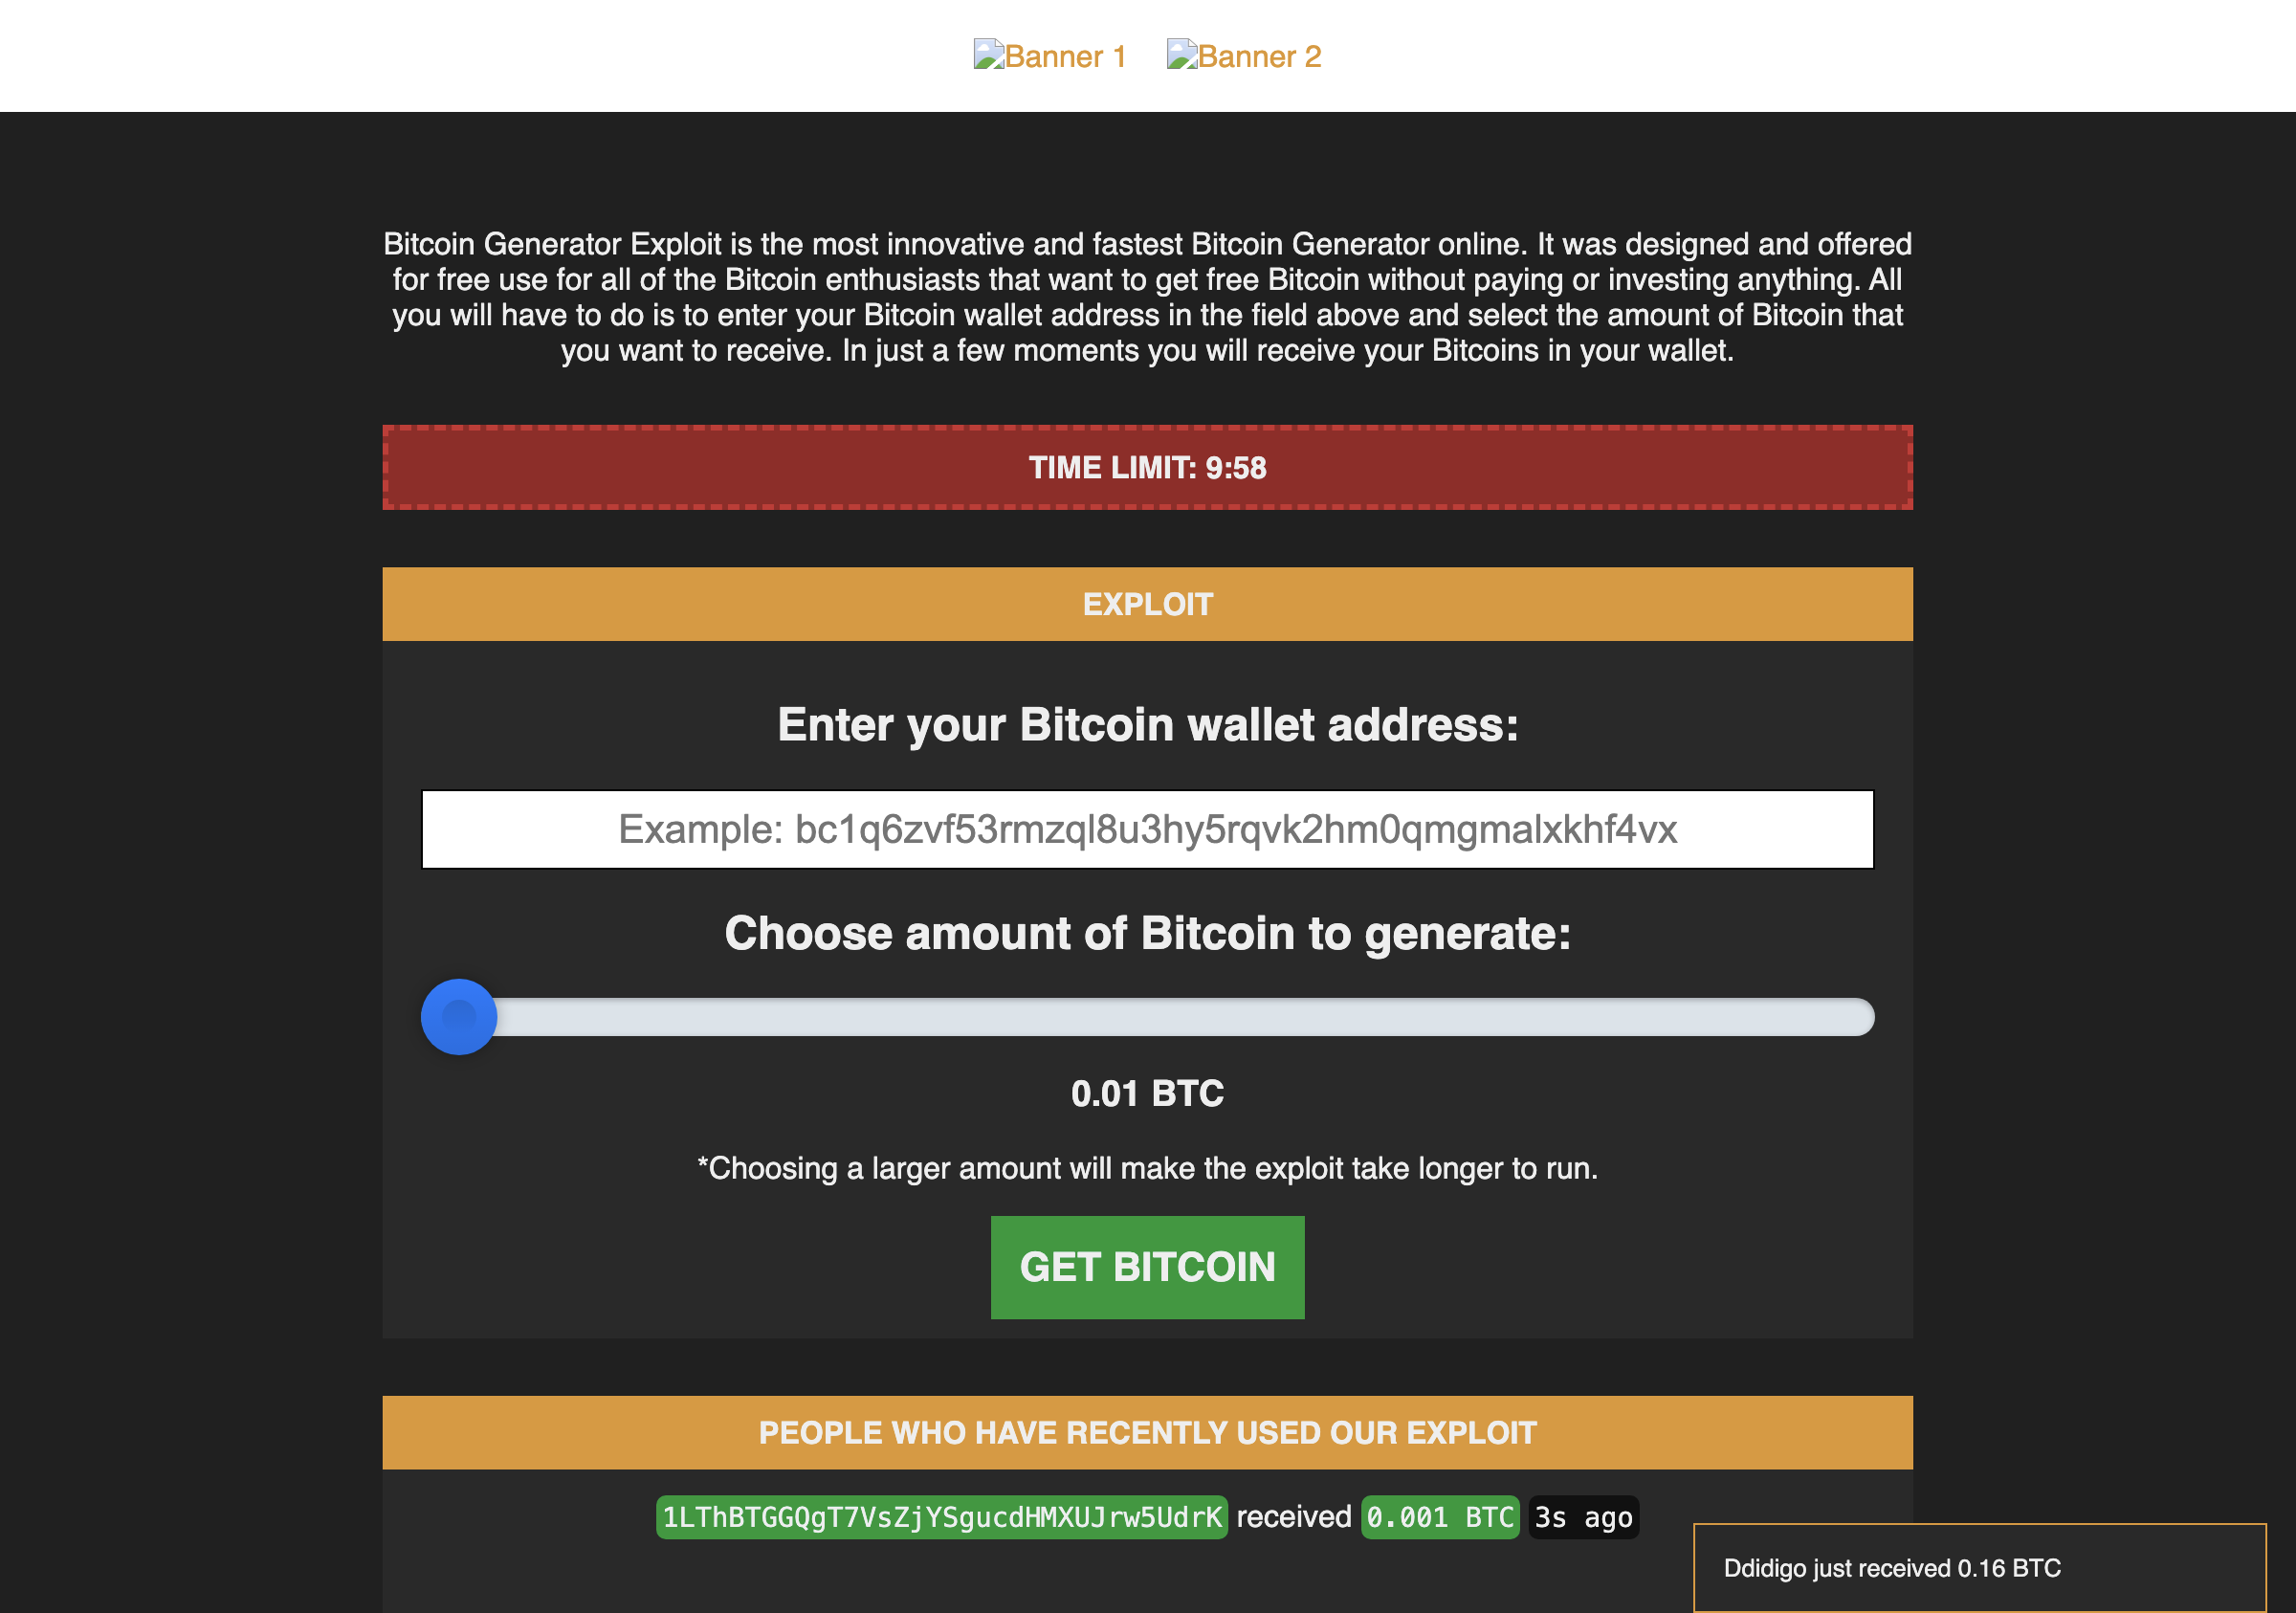 Banner 1 Banner 2
Bitcoin Generator Exploit is the most innovative and fastest Bitcoin Generator online. It was designed and offered
for free use for all of the Bitcoin enthusiasts that want to get free Bitcoin without paying or investing anything. All
you will have to do is to enter your Bitcoin wallet address in the field above and select the amount of Bitcoin that
you want to receive. In just a few moments you will receive your Bitcoins in your wallet.
TIME LIMIT: 9:58
EXPLOIT
Enter your Bitcoin wallet address:
Example: bc1q6zvf53rmzql8u3hy5rqvk2hm0qmgmalxkhf4vx
Choose amount of Bitcoin to generate:
0.01 BTC
*Choosing a larger amount will make the exploit take longer to run.
GET BITCOIN
PEOPLE WHO HAVE RECENTLY USED OUR EXPLOIT
1LThBTGGQgT7VsZjYSgucdHMXUJrw5UdrK received 0.001 BTC 3s ago
Ddidigo just received 0.16 BTC